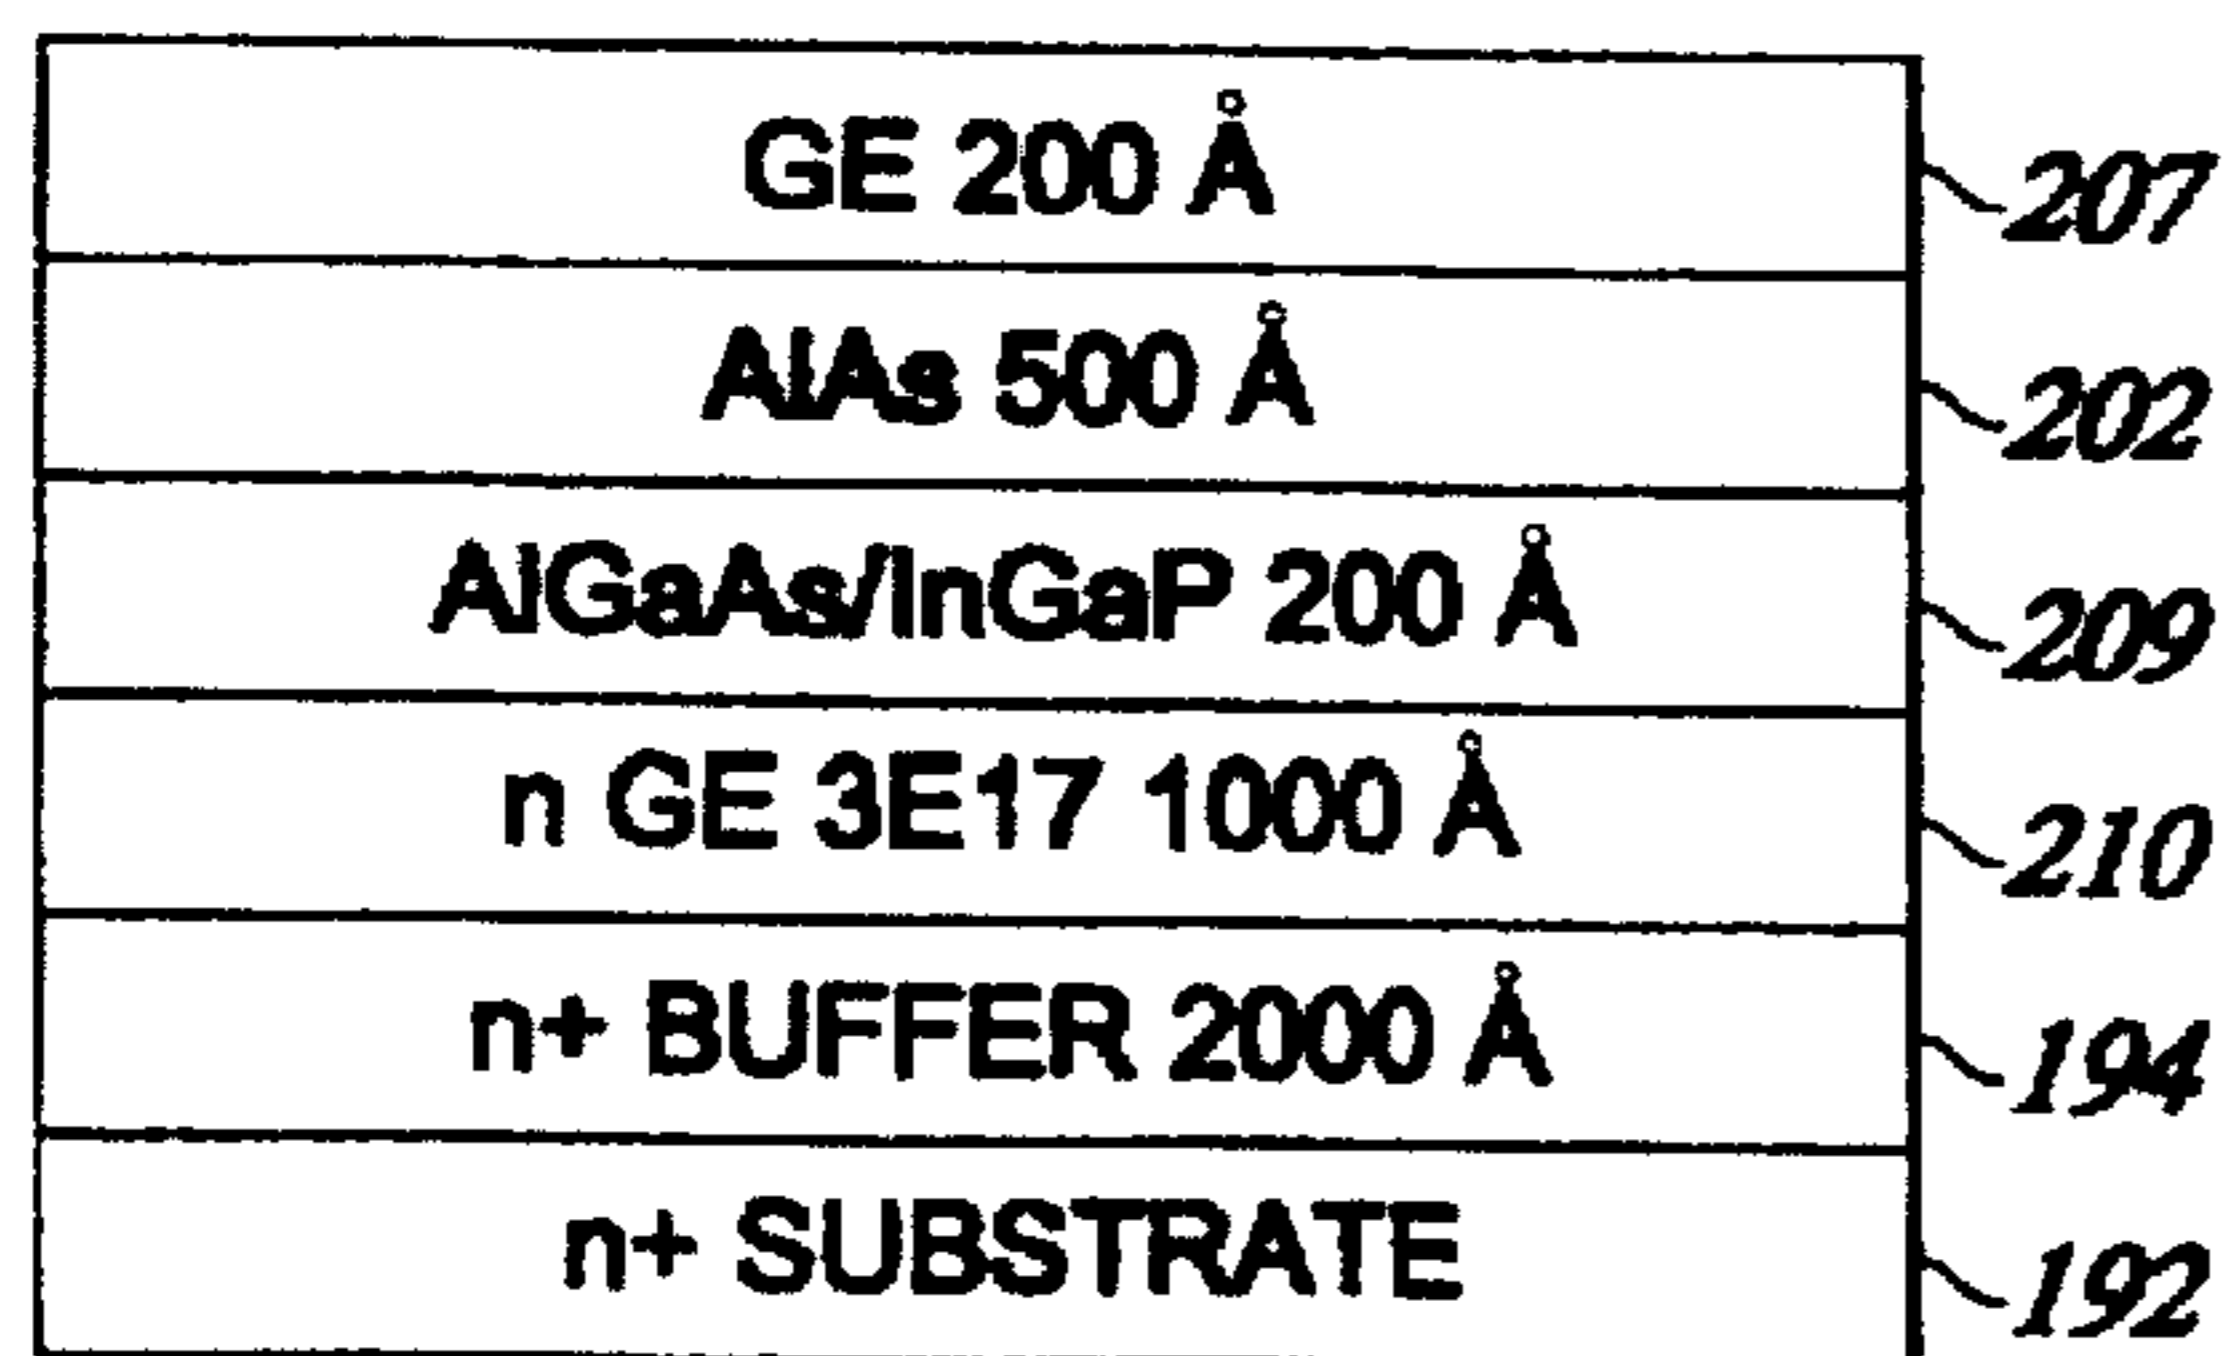 GE 200 Å
207
AlAs 500 Å
202
AlGaAs/InGaP 200 Å
209
n GE 3E17 1000 Å
210
n+ BUFFER 2000 Å
194
n+ SUBSTRATE
192